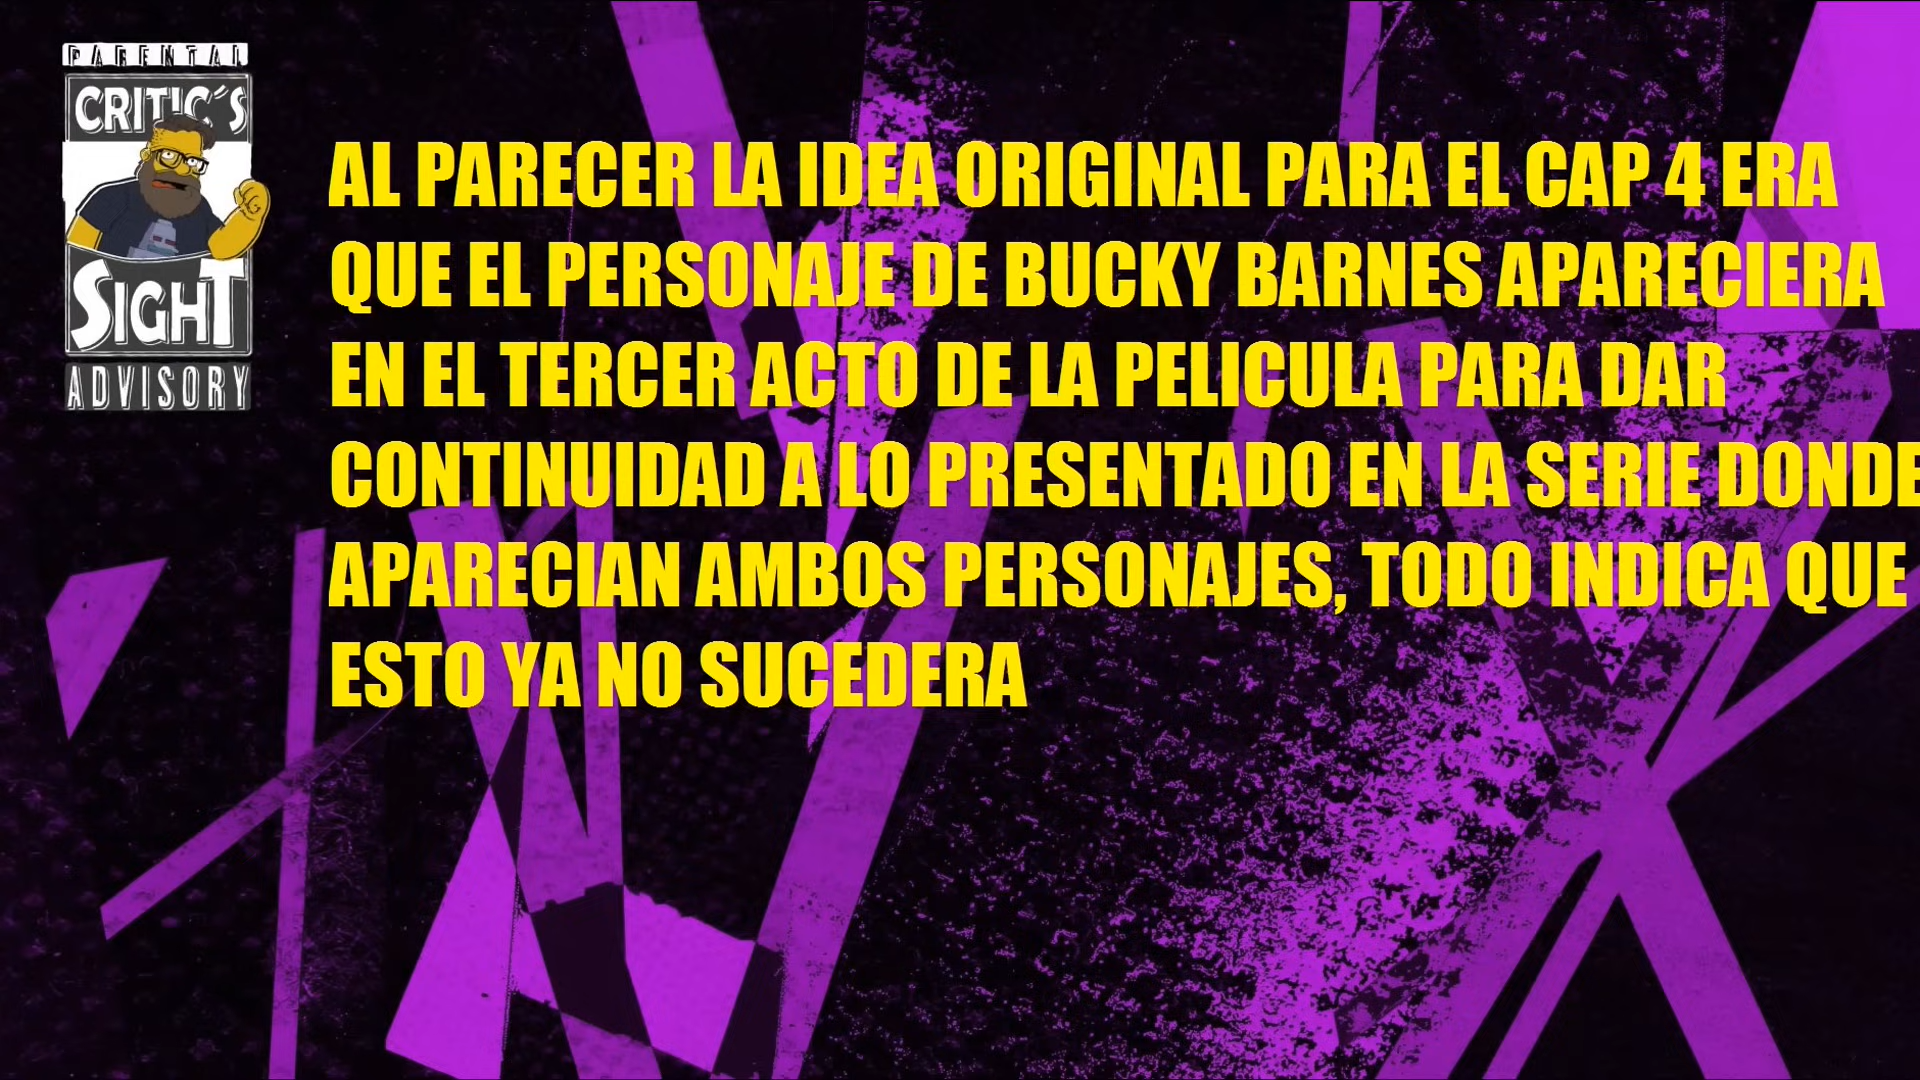 PARENTAL
CRITIC´S
SIGHT
ADVISORY
AL PARECER LA IDEA ORIGINAL PARA EL CAP 4 ERA
QUE EL PERSONAJE DE BUCKY BARNES APARECIERA
EN EL TERCER ACTO DE LA PELICULA PARA DAR
CONTINUIDAD A LO PRESENTADO EN LA SERIE DONDE
APARECIAN AMBOS PERSONAJES, TODO INDICA QUE
ESTO YA NO SUCEDERA